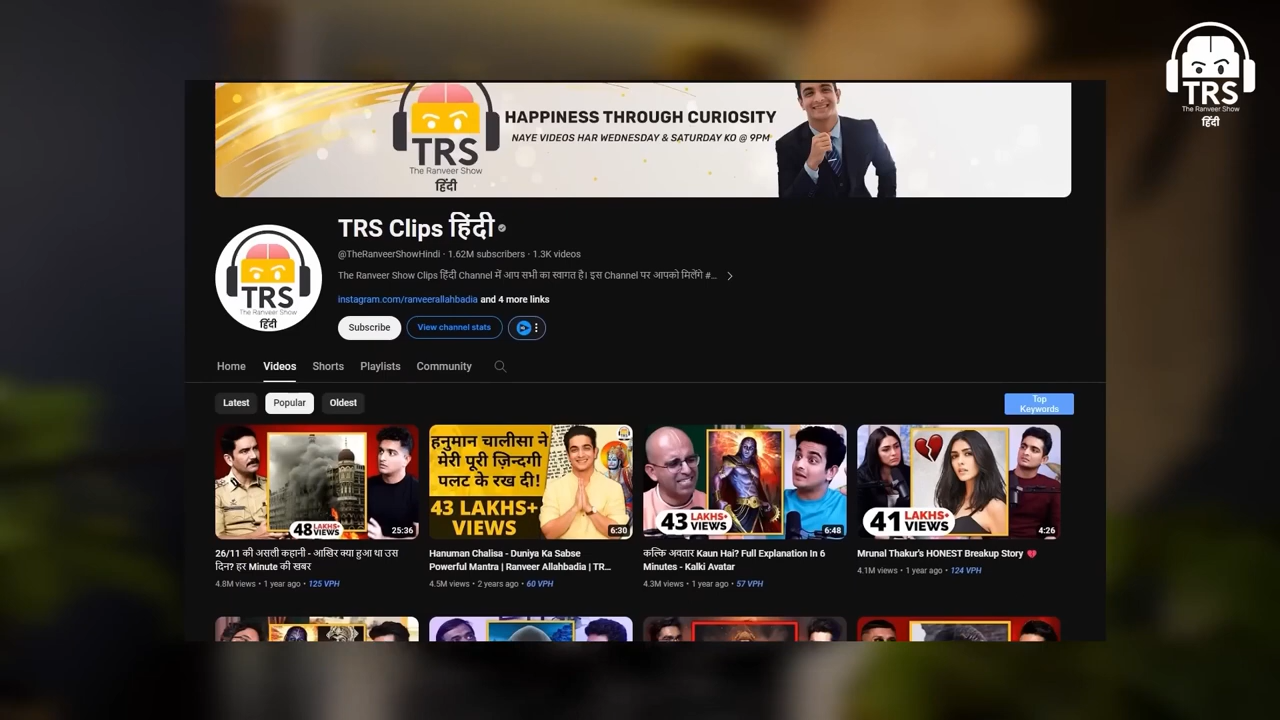 TRS
The Ranveer Show
हिंदी
HAPPINESS THROUGH CURIOSITY
NAYE VIDEOS HAR WEDNESDAY & SATURDAY KO @ 9PM
TRS
The Ranveer Show
हिंदी
TRS Clips हिंदी
@TheRanveerShowHindi · 1.62M subscribers · 1.3K videos
The Ranveer Show Clips हिंदी Channel में आप सभी का स्वागत है। इस Channel पर आपको मिलेंगे #...
instagram.com/ranveerallahbadia and 4 more links
TRS
The Ranveer Show
हिंदी
Subscribe View channel stats
Home Videos Shorts Playlists Community
Latest Popular Oldest
Top
Keywords
48 LAKHS+
VIEWS
25:36
26/11 की असली कहानी - आखिर क्या हुआ था उस
दिन? हर Minute की खबर
4.8M views • 1 year ago • 125 VPH
हनुमान चालीसा ने
मेरी पूरी ज़िन्दगी
पलट के रख दी!
43 LAKHS+
VIEWS
6:30
Hanuman Chalisa - Duniya Ka Sabse
Powerful Mantra | Ranveer Allahbadia | TR...
4.5M views • 2 years ago • 60 VPH
43 LAKHS+
VIEWS
6:48
कल्कि अवतार Kaun Hai? Full Explanation In 6
Minutes - Kalki Avatar
4.3M views • 1 year ago • 57 VPH
41 LAKHS+
VIEWS
4:26
Mrunal Thakur's HONEST Breakup Story 💔
4.1M views • 1 year ago • 124 VPH